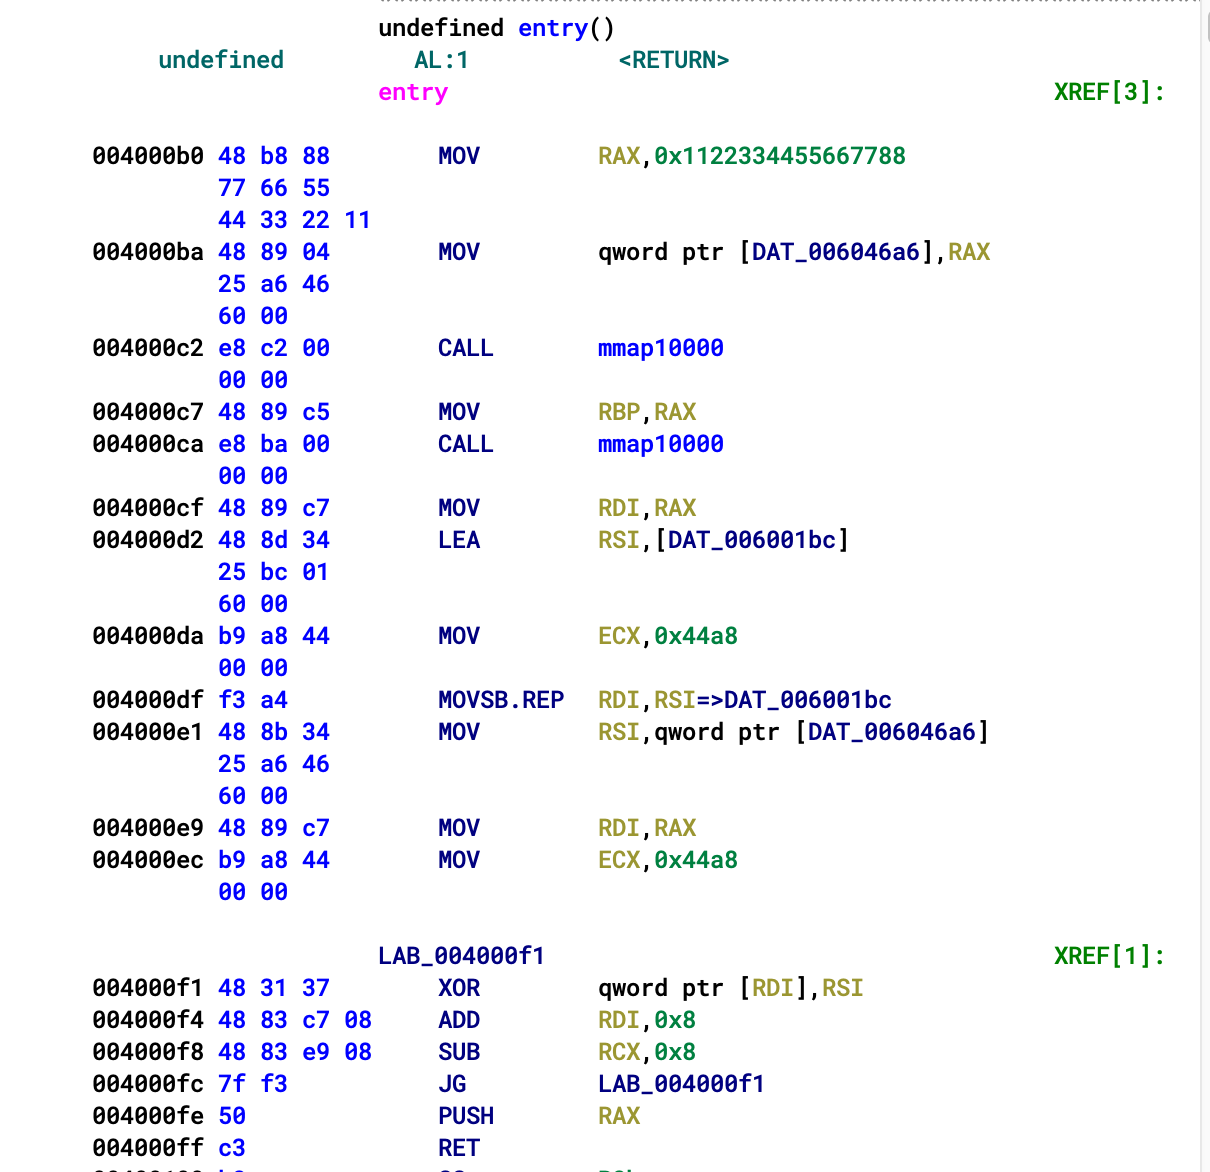 undefined entry()
undefined AL:1 <RETURN>
entry XREF[3]:
004000b0 48 b8 88 MOV RAX,0x1122334455667788
77 66 55
44 33 22 11
004000ba 48 89 04 MOV qword ptr [DAT_006046a6],RAX
25 a6 46
60 00
004000c2 e8 c2 00 CALL mmap10000
00 00
004000c7 48 89 c5 MOV RBP,RAX
004000ca e8 ba 00 CALL mmap10000
00 00
004000cf 48 89 c7 MOV RDI,RAX
004000d2 48 8d 34 LEA RSI,[DAT_006001bc]
25 bc 01
60 00
004000da b9 a8 44 MOV ECX,0x44a8
00 00
004000df f3 a4 MOVSB.REP RDI,RSI=>DAT_006001bc
004000e1 48 8b 34 MOV RSI,qword ptr [DAT_006046a6]
25 a6 46
60 00
004000e9 48 89 c7 MOV RDI,RAX
004000ec b9 a8 44 MOV ECX,0x44a8
00 00
LAB_004000f1 XREF[1]:
004000f1 48 31 37 XOR qword ptr [RDI],RSI
004000f4 48 83 c7 08 ADD RDI,0x8
004000f8 48 83 e9 08 SUB RCX,0x8
004000fc 7f f3 JG LAB_004000f1
004000fe 50 PUSH RAX
004000ff c3 RET